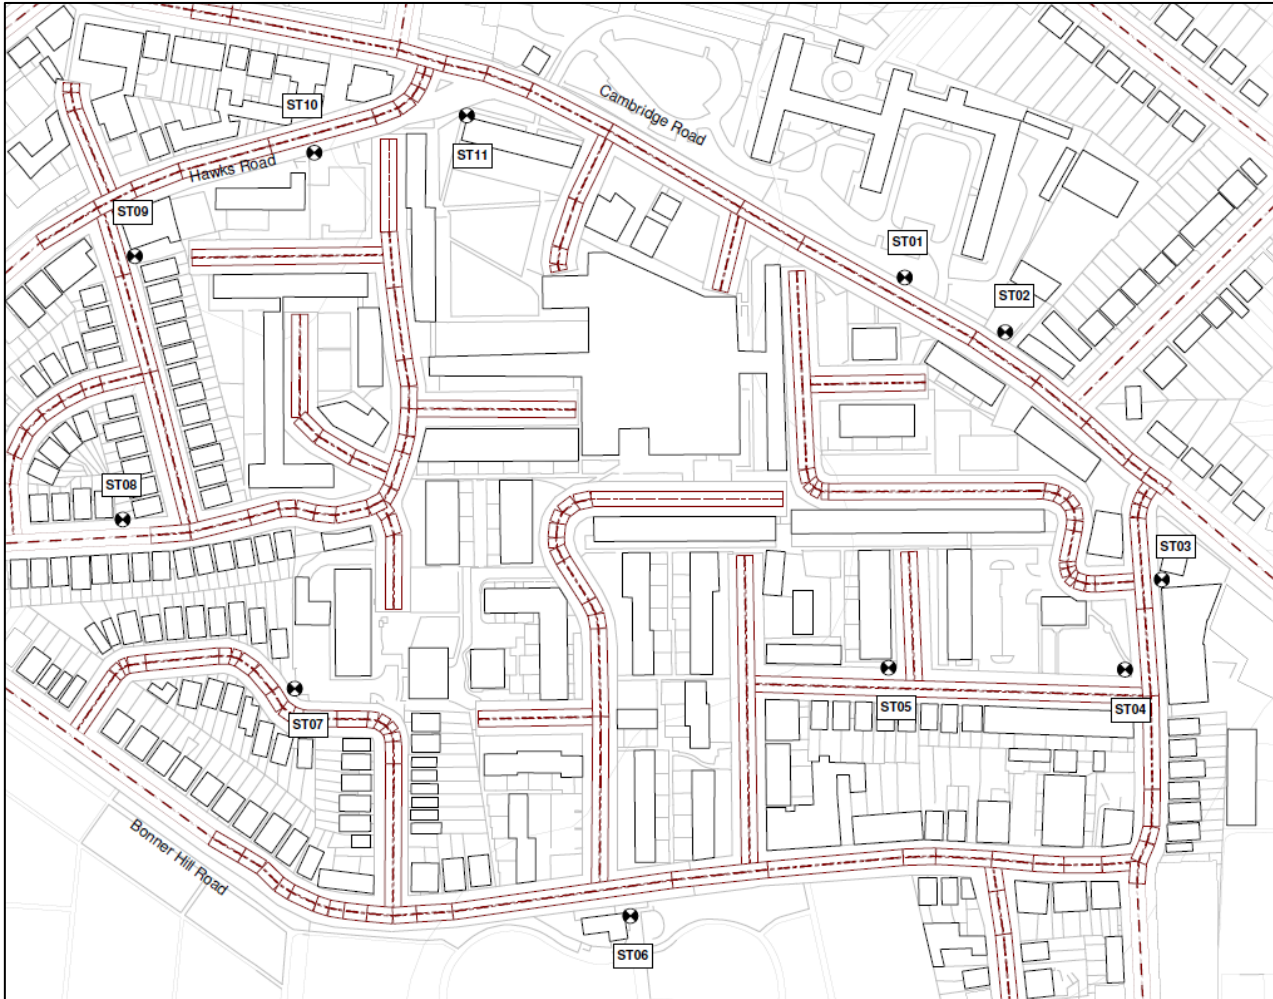 Cambridge Road
ST10
ST11
Hawks Road
ST09
ST01
ST02
ST08
ST03
ST05
ST04
ST07
Bonner Hill Road
ST06